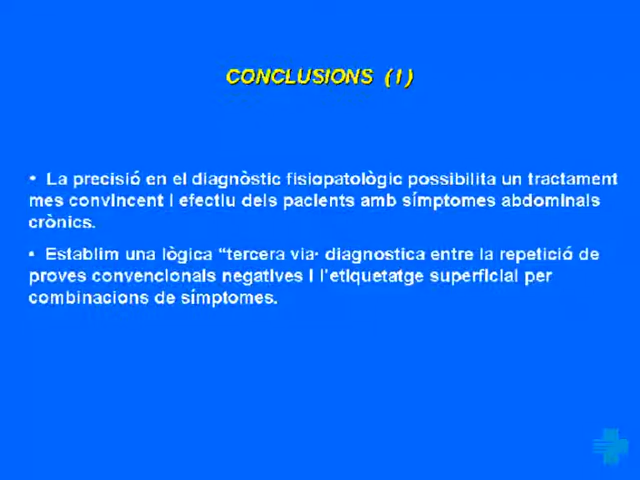 CONCLUSIONS (1)
• La precisió en el diagnòstic fisiopatològic possibilita un tractament
mes convincent i efectiu dels pacients amb símptomes abdominals
crònics.
• Establim una lògica “tercera via” diagnostica entre la repetició de
proves convencionals negatives i l'etiquetatge superficial per
combinacions de símptomes.